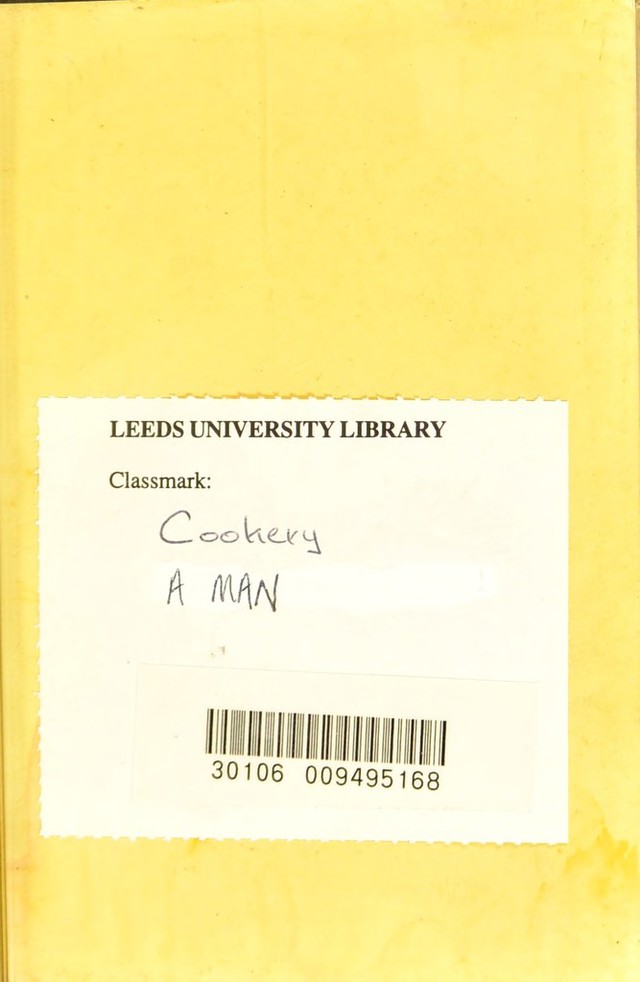 LEEDS UNIVERSITY LIBRARY
Classmark:
Cookery
A MAN
30106 009495168